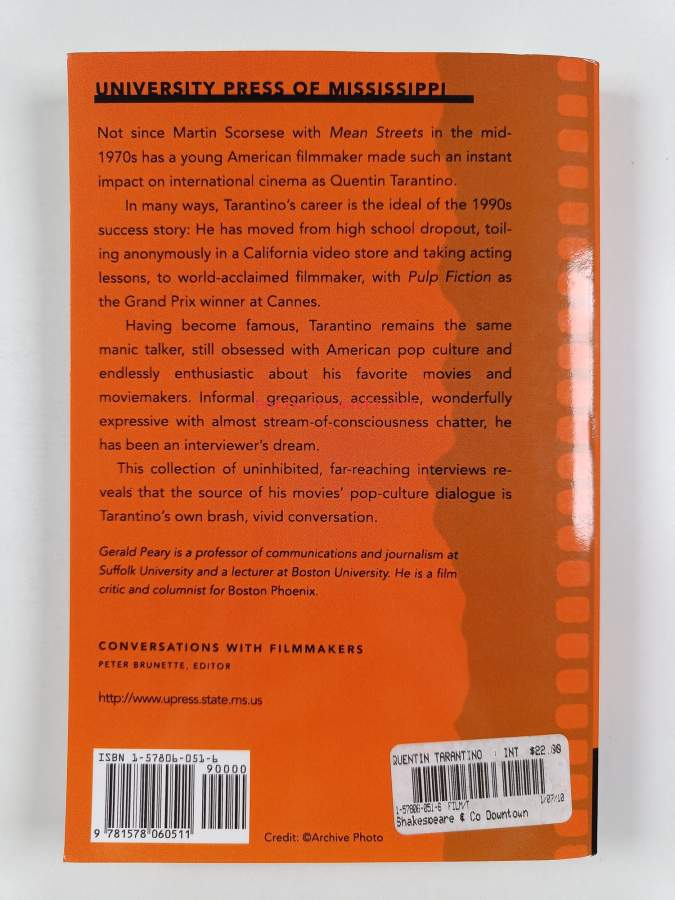 UNIVERSITY PRESS OF MISSISSIPPI
Not since Martin Scorsese with Mean Streets in the mid-
1970s has a young American filmmaker made such an instant
impact on international cinema as Quentin Tarantino.
In many ways, Tarantino's career is the ideal of the 1990s
success story: He has moved from high school dropout, toil-
ing anonymously in a California video store and taking acting
lessons, to world-acclaimed filmmaker, with Pulp Fiction as
the Grand Prix winner at Cannes.
Having become famous, Tarantino remains the same
manic talker, still obsessed with American pop culture and
endlessly enthusiastic about his favorite movies and
moviemakers. Informal, gregarious, accessible, wonderfully
expressive with almost stream-of-consciousness chatter, he
has been an interviewer's dream.
This collection of uninhibited, far-reaching interviews re-
veals that the source of his movies' pop-culture dialogue is
Tarantino's own brash, vivid conversation.
Gerald Peary is a professor of communications and journalism at
Suffolk University and a lecturer at Boston University. He is a film
critic and columnist for Boston Phoenix.
CONVERSATIONS WITH FILMMAKERS
PETER BRUNETTE, EDITOR
http://www.upress.state.ms.us
ISBN 1-57806-051-6
90000
9 781578 060511
Credit: ©Archive Photo
QUENTIN TARANTINO : INT $22.00
1-57806-051-6 FILM/T 1/07/10
Shakespeare & Co Downtown